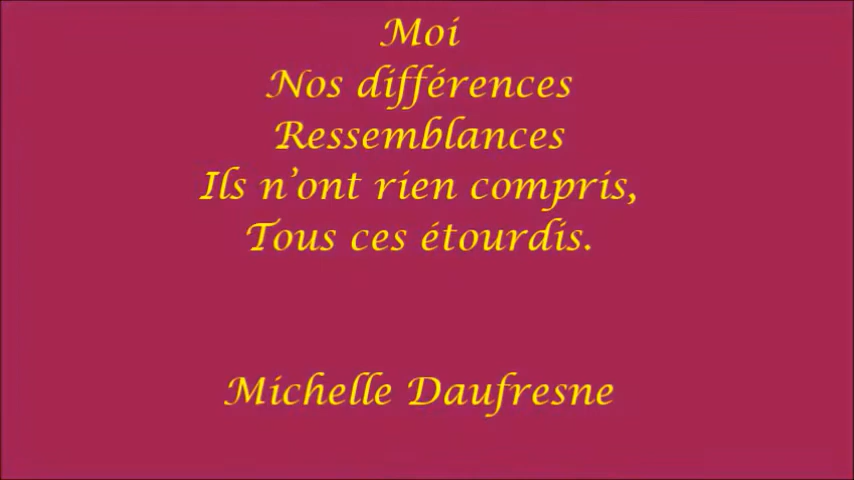 Moi
Nos différences
Ressemblances
Ils n’ont rien compris,
Tous ces étourdis.
Michelle Daufresne